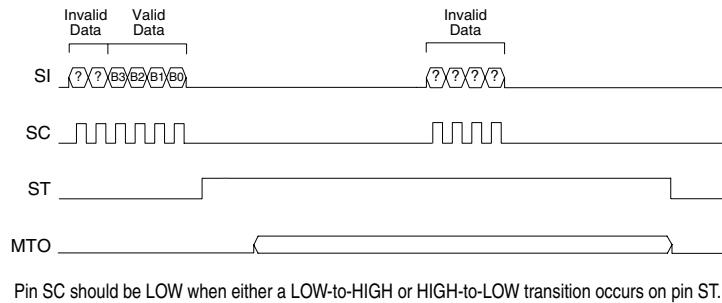 Invalid Data
Valid Data
Invalid Data
SI
? ? B3 B2 B1 B0
? ? ? ?
SC
ST
MTO
Pin SC should be LOW when either a LOW-to-HIGH or HIGH-to-LOW transition occurs on pin ST.